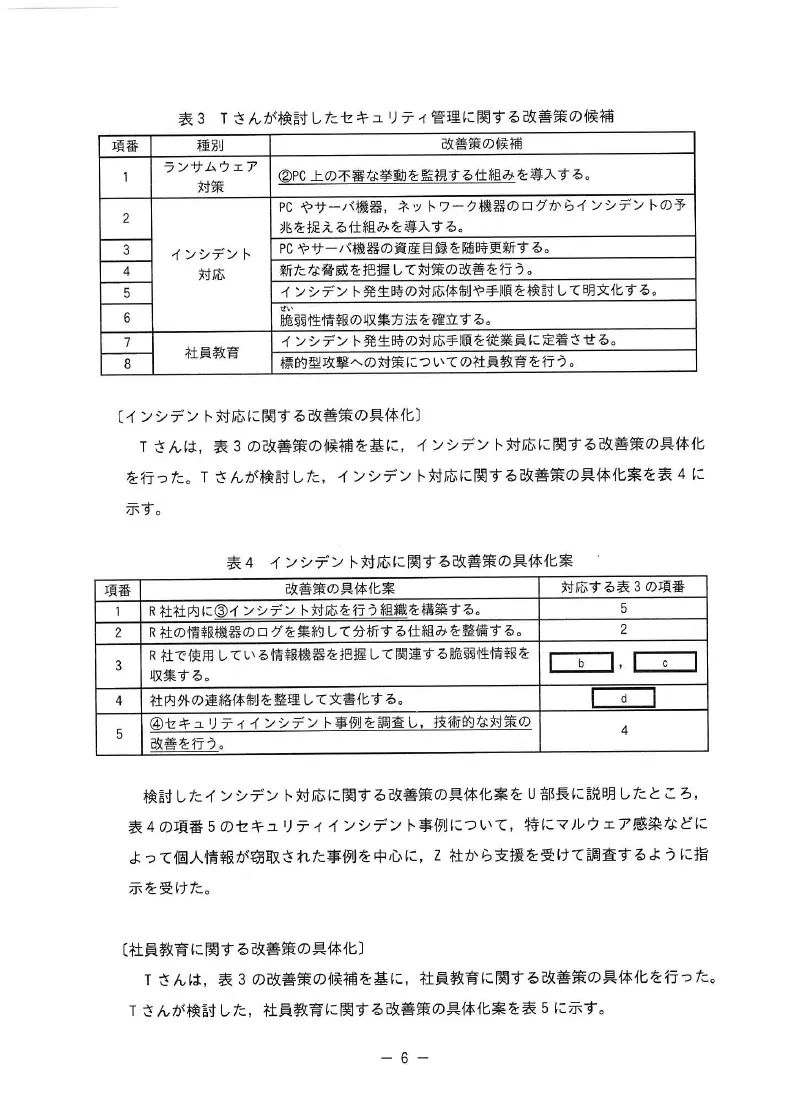 表3 Tさんが検討したセキュリティ管理に関する改善策の候補
項番 種別 改善策の候補
1 ランサムウェア対策 ②PC上の不審な挙動を監視する仕組みを導入する。
2 インシデント対応 PCやサーバ機器,ネットワーク機器のログからインシデントの予
兆を捉える仕組みを導入する。
3 PCやサーバ機器の資産目録を随時更新する。
4 新たな脅威を把握して対策の改善を行う。
5 インシデント発生時の対応体制や手順を検討して明文化する。
ぜい
6 脆弱性情報の収集方法を確立する。
7 社員教育 インシデント発生時の対応手順を従業員に定着させる。
8 標的型攻撃への対策についての社員教育を行う。
〔インシデント対応に関する改善策の具体化〕
Tさんは,表3の改善策の候補を基に,インシデント対応に関する改善策の具体化
を行った。Tさんが検討した,インシデント対応に関する改善策の具体化案を表4に
示す。
表4 インシデント対応に関する改善策の具体化案
項番 改善策の具体化案 対応する表3の項番
1 R社社内に③インシデント対応を行う組織を構築する。 5
2 R社の情報機器のログを集約して分析する仕組みを整備する。 2
3 R社で使用している情報機器を把握して関連する脆弱性情報を
収集する。 b , c
4 社内外の連絡体制を整理して文書化する。 d
5 ④セキュリティインシデント事例を調査し,技術的な対策の
改善を行う。 4
検討したインシデント対応に関する改善策の具体化案をU部長に説明したところ,
表4の項番5のセキュリティインシデント事例について,特にマルウェア感染などに
よって個人情報が窃取された事例を中心に,Z社から支援を受けて調査するように指
示を受けた。
〔社員教育に関する改善策の具体化〕
Tさんは,表3の改善策の候補を基に,社員教育に関する改善策の具体化を行った。
Tさんが検討した,社員教育に関する改善策の具体化案を表5に示す。
— 6 —